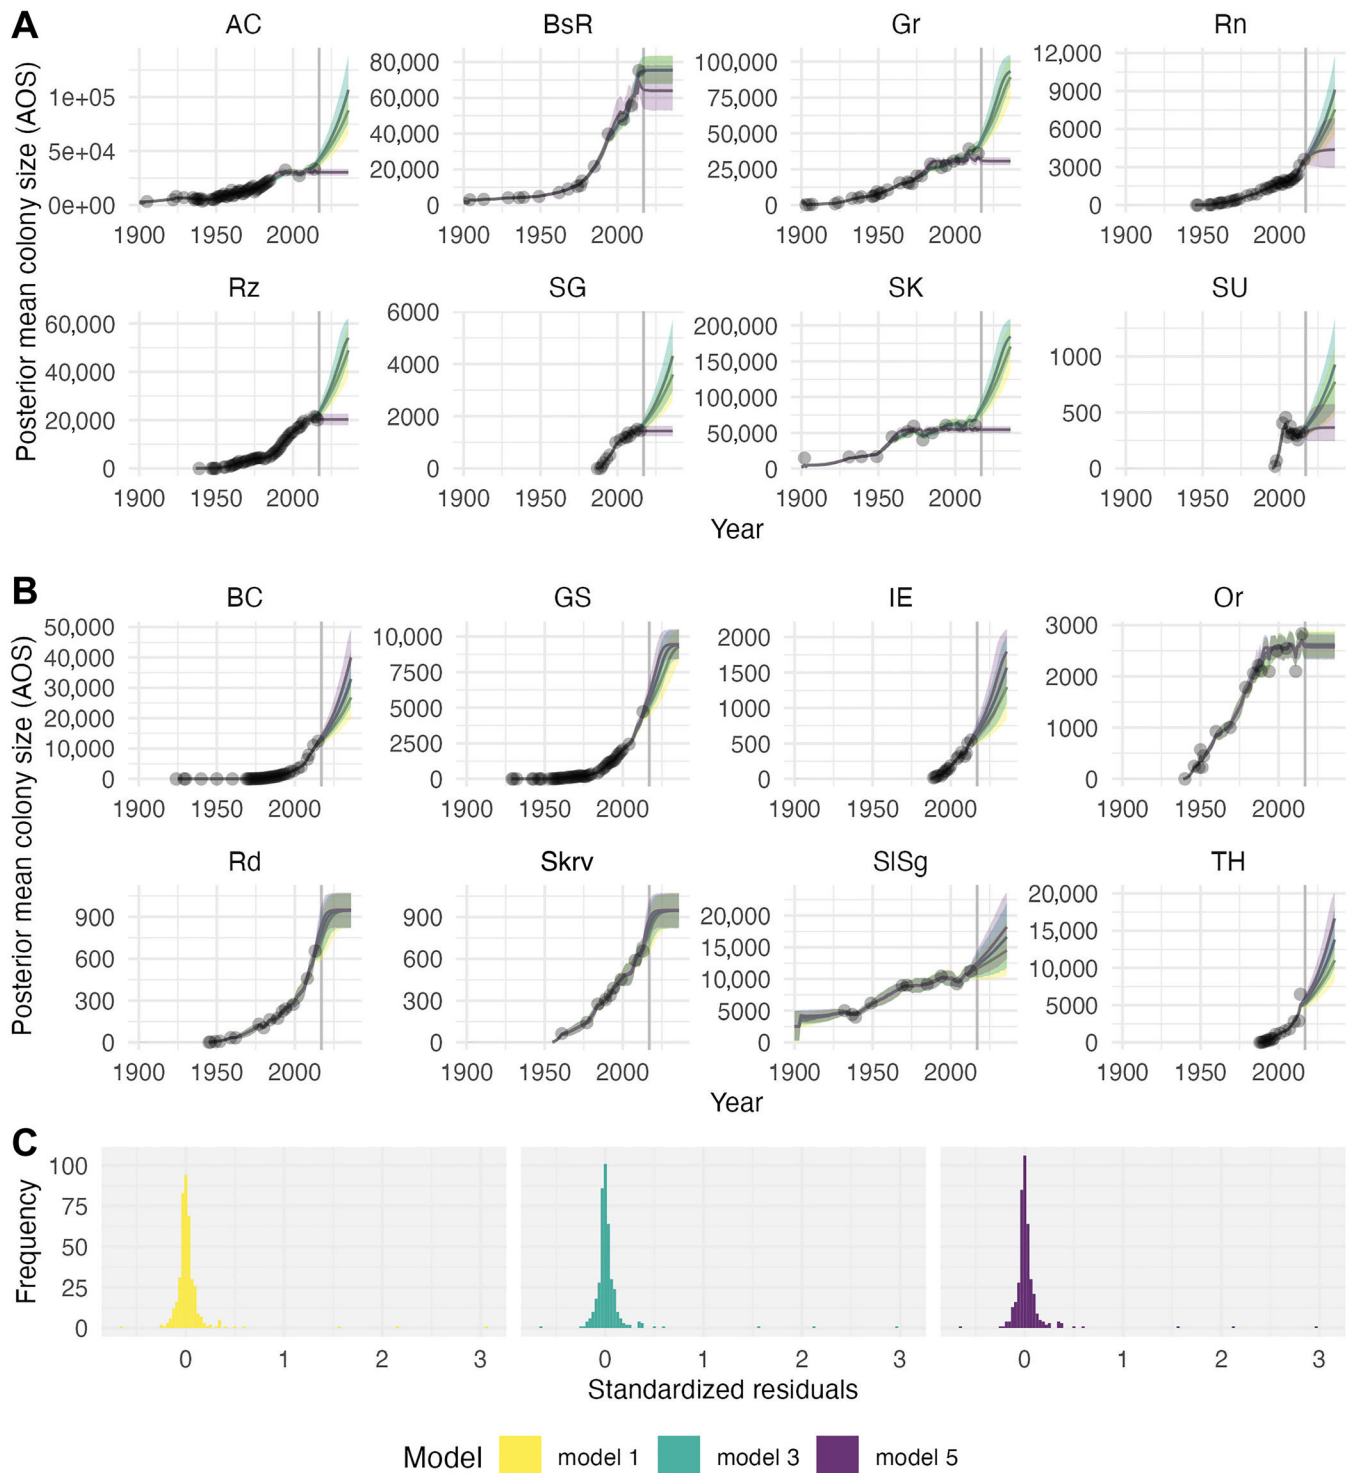 A
AC BsR Gr Rn
Posterior mean colony size (AOS)
1e+05 80,000 100,000 12,000
5e+04 60,000 75,000 9000
0e+00 40,000 50,000 6000
20,000 25,000 3000
0 0 0
1900 1950 2000 1900 1950 2000 1900 1950 2000 1900 1950 2000
Rz SG SK SU
60,000 6000 200,000 1000
40,000 4000 150,000 500
20,000 2000 100,000 0
0 0 50,000
0
1900 1950 2000 1900 1950 2000 1900 1950 2000 1900 1950 2000
Year
B
BC GS IE Or
Posterior mean colony size (AOS)
50,000 10,000 2000 3000
40,000 7500 1500 2000
30,000 5000 1000 1000
20,000 2500 500 0
10,000 0 0
0
1900 1950 2000 1900 1950 2000 1900 1950 2000 1900 1950 2000
Rd Skrv SlSg TH
900 900 20,000 20,000
600 600 15,000 15,000
300 300 10,000 10,000
0 0 5000 5000
0 0
1900 1950 2000 1900 1950 2000 1900 1950 2000 1900 1950 2000
Year
C
Frequency
100
75
50
25
0
0 1 2 3 0 1 2 3 0 1 2 3
Standardized residuals
Model model 1 model 3 model 5